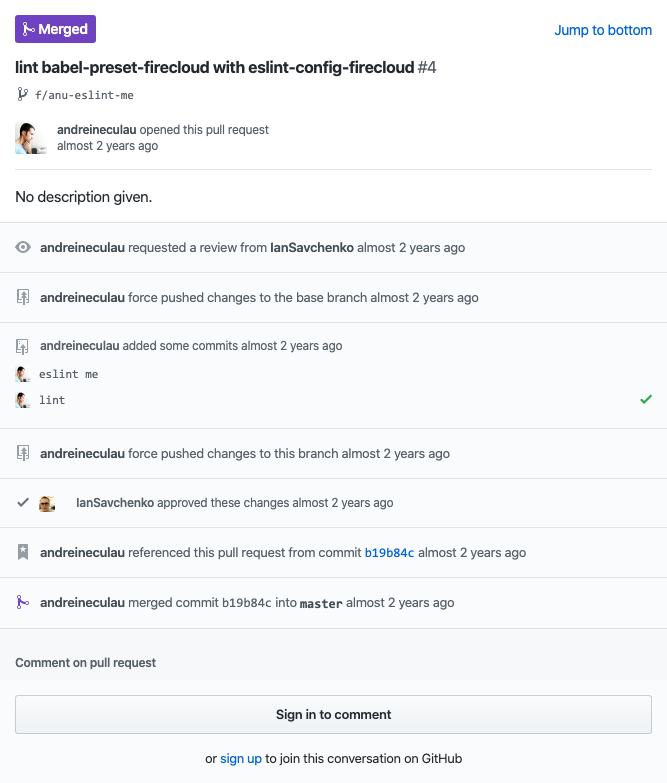 Merged
Jump to bottom
lint babel-preset-firecloud with eslint-config-firecloud #4
f/anu-eslint-me
andreineculau opened this pull request
almost 2 years ago
No description given.
andreineculau requested a review from IanSavchenko almost 2 years ago
andreineculau force pushed changes to the base branch almost 2 years ago
andreineculau added some commits almost 2 years ago
eslint me
lint
andreineculau force pushed changes to this branch almost 2 years ago
IanSavchenko approved these changes almost 2 years ago
andreineculau referenced this pull request from commit b19b84c almost 2 years ago
andreineculau merged commit b19b84c into master almost 2 years ago
Comment on pull request
Sign in to comment
or sign up to join this conversation on GitHub